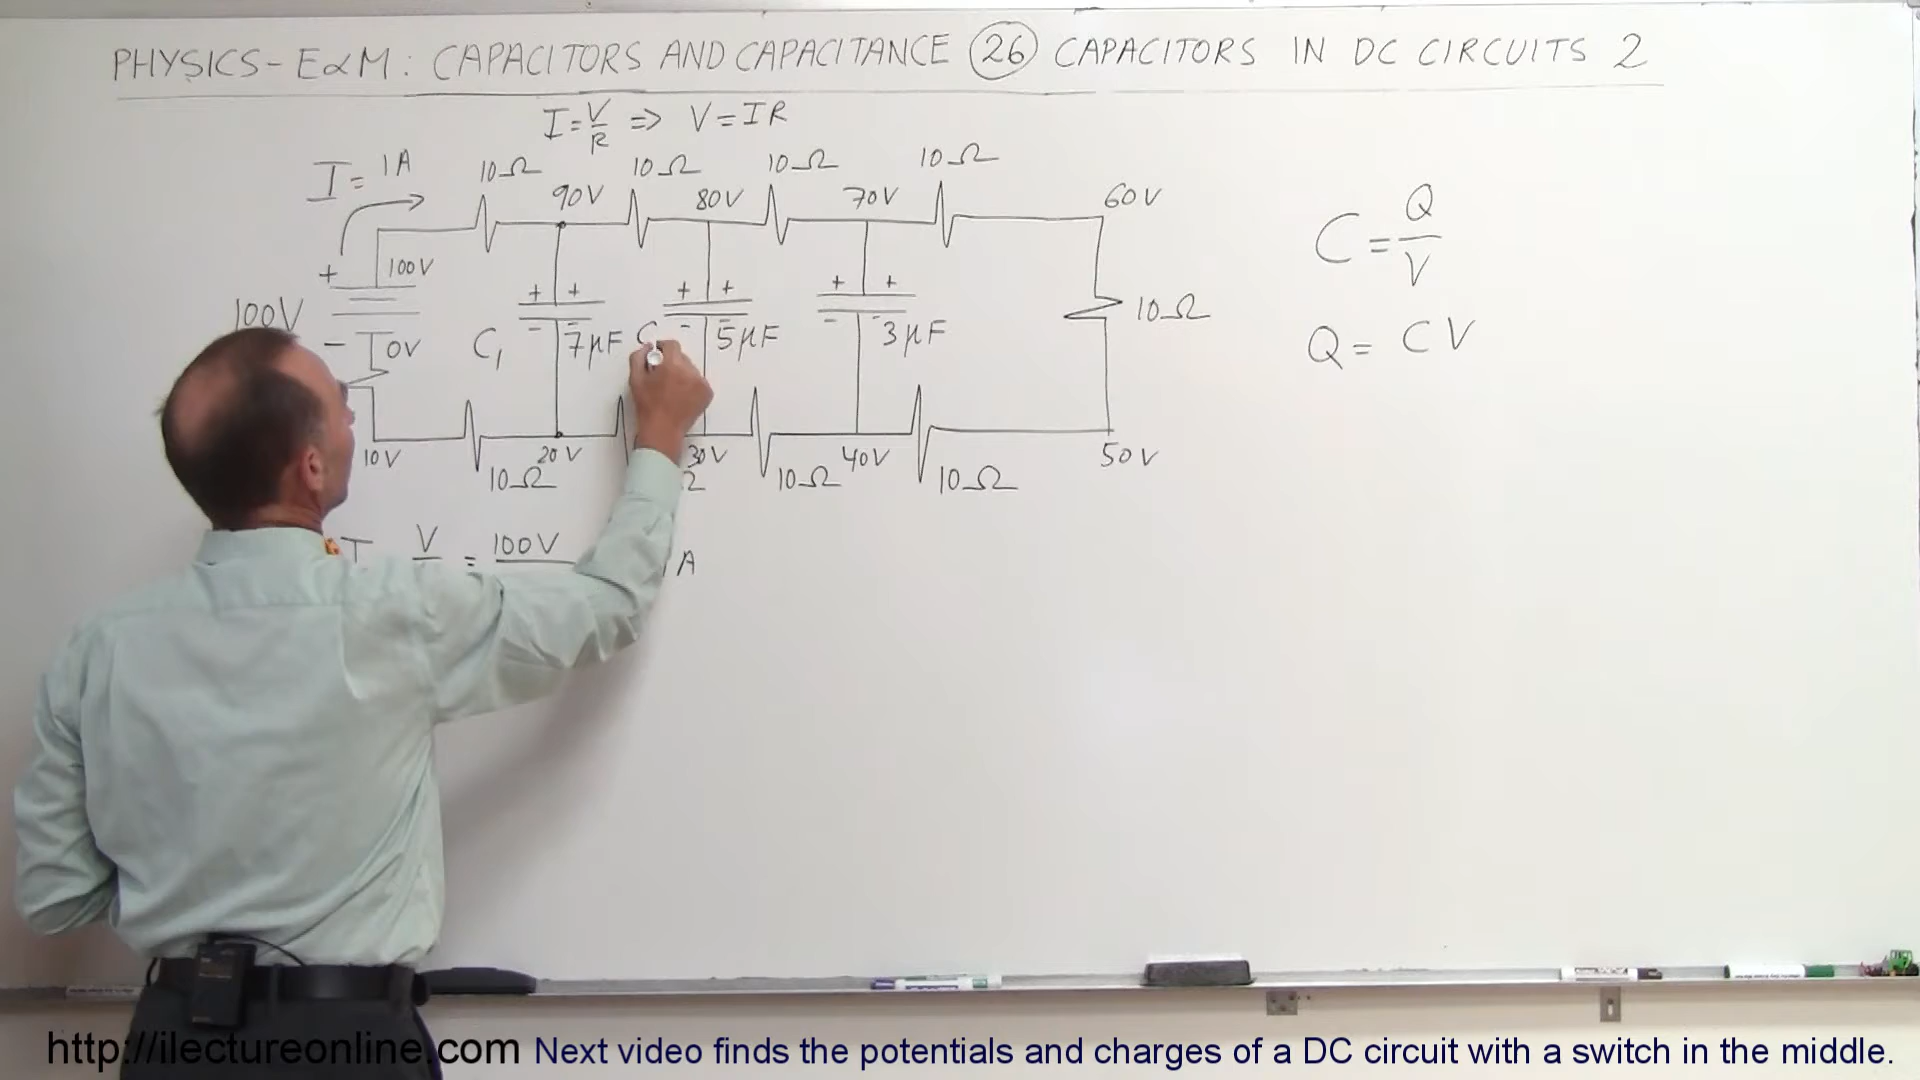 PHYSICS - E&M: CAPACITORS AND CAPACITANCE 26 CAPACITORS IN DC CIRCUITS 2
I = V/R ⇒ V = IR
I = 1A
10Ω 10Ω 10Ω 10Ω
90V 80V 70V 60V
+ 100V
+ + + + + +
100V
- 0V
- - - - - -
C₁ 7μF C 5μF 3μF
10Ω
10V 20V 30V 40V 50V
10Ω Ω 10Ω 10Ω
V = 100V A
C = Q/V
Q = CV
http://ilectureonline.com Next video finds the potentials and charges of a DC circuit with a switch in the middle.